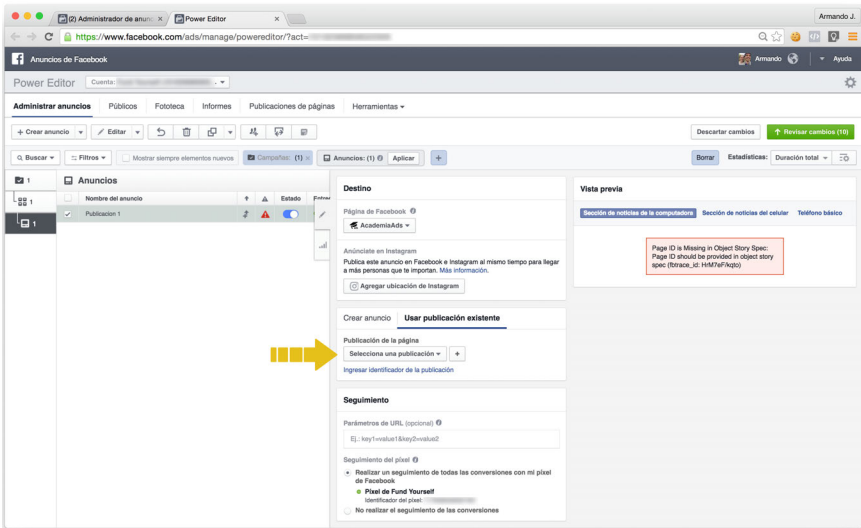 (2) Administrador de anunc
Power Editor
Armando J.
https://www.facebook.com/ads/manage/powereditor/?act=
Anuncios de Facebook
Armando
Ayuda
Power Editor
Cuenta:
Administrar anuncios
Públicos
Fototeca
Informes
Publicaciones de páginas
Herramientas
+ Crear anuncio
Editar
Descartar cambios
Revisar cambios (10)
Buscar
Filtros
Mostrar siempre elementos nuevos
Campañas: (1)
Anuncios: (1)
Aplicar
+
Borrar
Estadísticas: Duración total
1
Anuncios
1
Nombre del anuncio
Estado
Entrer
1
Publicacion 1
Destino
Página de Facebook
AcademiaAds
Anúnciate en Instagram
Publica este anuncio en Facebook e Instagram al mismo tiempo para llegar
a más personas que te importan. Más información.
Agregar ubicación de Instagram
Crear anuncio
Usar publicación existente
Publicación de la página
Selecciona una publicación
+
Ingresar identificador de la publicación
Seguimiento
Parámetros de URL (opcional)
Ej.: key1=value1&key2=value2
Seguimiento del píxel
Realizar un seguimiento de todas las conversiones con mi píxel
de Facebook
Píxel de Fund Yourself
Identificador del píxel:
No realizar el seguimiento de las conversiones
Vista previa
Sección de noticias de la computadora
Sección de noticias del celular
Teléfono básico
Page ID is Missing in Object Story Spec:
Page ID should be provided in object story
spec (fbtrace_id: HrM7eF/kqto)